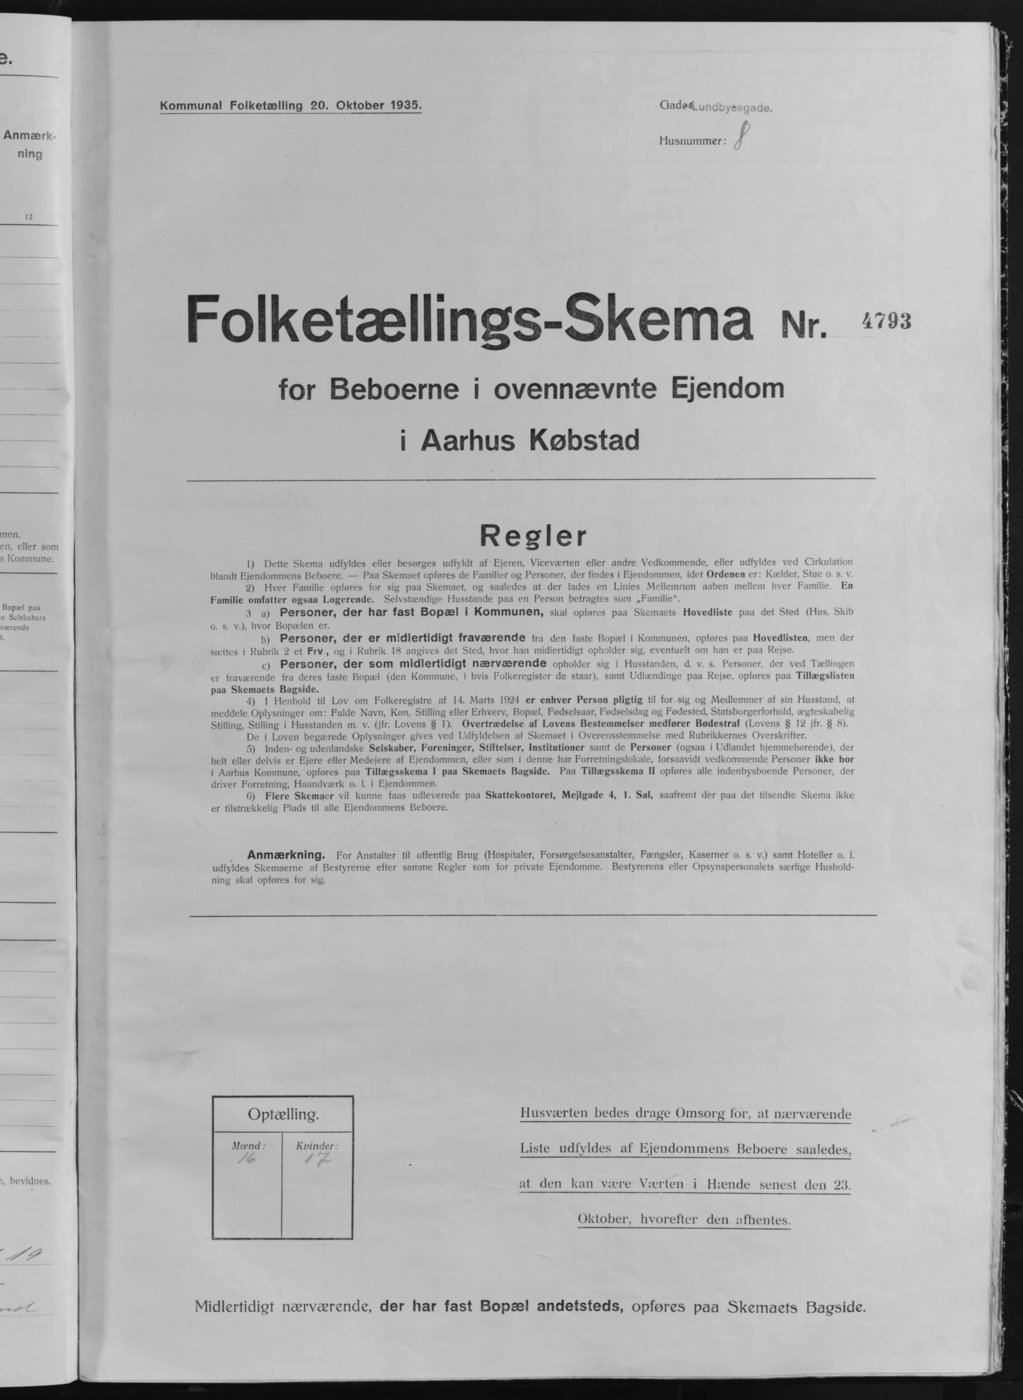 e.
Anmærk-
ning
12
men.
en, eller som
s Kommune.
Bopæl paa
e Selskabers
værende
t.
e, bevidnes.
19
Kommunal Folketælling 20. Oktober 1935.
Gade: Lundbyesgade.
Husnummer: 8
Folketællings-Skema Nr. 4793
for Beboerne i ovennævnte Ejendom
i Aarhus Købstad
Regler
1) Dette Skema udfyldes eller besørges udfyldt af Ejeren, Viceværten eller andre Vedkommende, eller udfyldes ved Cirkulation
blandt Ejendommens Beboere. — Paa Skemaet opføres de Familier og Personer, der findes i Ejendommen, idet Ordenen er: Kælder, Stue o. s. v.
2) Hver Familie opføres for sig paa Skemaet, og saaledes at der lades en Linies Mellemrum aaben mellem hver Familie. En
Familie omfatter ogsaa Logerende. Selvstændige Husstande paa en Person betragtes som „Familie“.
3 a) Personer, der har fast Bopæl i Kommunen, skal opføres paa Skemaets Hovedliste paa det Sted (Hus, Skib
o. s. v.), hvor Bopælen er.
b) Personer, der er midlertidigt fraværende fra den faste Bopæl i Kommunen, opføres paa Hovedlisten, men der
sættes i Rubrik 2 et Frv., og i Rubrik 18 angives det Sted, hvor han midlertidigt opholder sig, eventuelt om han er paa Rejse.
c) Personer, der som midlertidigt nærværende opholder sig i Husstanden, d. v. s. Personer, der ved Tællingen
er fraværende fra deres faste Bopæl (den Kommune, i hvis Folkeregister de staar), samt Udlændinge paa Rejse, opføres paa Tillægslisten
paa Skemaets Bagside.
4) I Henhold til Lov om Folkeregistre af 14. Marts 1924 er enhver Person pligtig til for sig og Medlemmer af sin Husstand, at
meddele Oplysninger om: Fulde Navn, Køn, Stilling eller Erhverv, Bopæl, Fødselsaar, Fødselsdag og Fødested, Statsborgerforhold, ægteskabelig
Stilling, Stilling i Husstanden m. v. (jfr. Lovens § 1). Overtrædelse af Lovens Bestemmelser medfører Bødestraf (Lovens § 12 jfr. § 8).
De i Loven begærede Oplysninger gives ved Udfyldelsen af Skemaet i Overensstemmelse med Rubrikkernes Overskrifter.
5) Inden- og udenlandske Selskaber, Foreninger, Stiftelser, Institutioner samt de Personer (ogsaa i Udlandet hjemmehørende), der
helt eller delvis er Ejere eller Medejere af Ejendommen, eller som i denne har Forretningslokale, forsaavidt vedkommende Personer ikke bor
i Aarhus Kommune, opføres paa Tillægsskema I paa Skemaets Bagside. Paa Tillægsskema II opføres alle indenbysboende Personer, der
driver Forretning, Haandværk o. l. i Ejendommen.
6) Flere Skemaer vil kunne faas udleverede paa Skattekontoret, Mejlgade 4, 1. Sal, saafremt der paa det tilsendte Skema ikke
er tilstrækkelig Plads til alle Ejendommens Beboere.
Anmærkning. For Anstalter til offentlig Brug (Hospitaler, Forsørgelsesanstalter, Fængsler, Kaserner o. s. v.) samt Hoteller o. l.
udfyldes Skemaerne af Bestyrerne efter samme Regler som for private Ejendomme. Bestyrerens eller Opsynspersonalets særlige Hushold-
ning skal opføres for sig.
Optælling.
Mænd: Kvinder:
16 17
Husværten bedes drage Omsorg for, at nærværende
Liste udfyldes af Ejendommens Beboere saaledes,
at den kan være Værten i Hænde senest den 23.
Oktober, hvorefter den afhentes.
Midlertidigt nærværende, der har fast Bopæl andetsteds, opføres paa Skemaets Bagside.